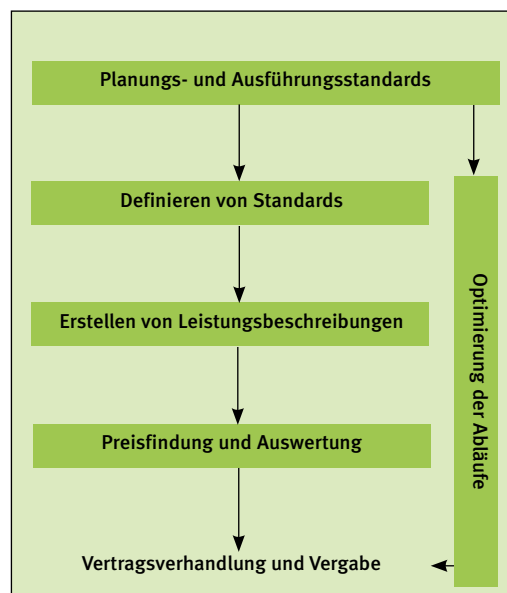 Planungs- und Ausführungsstandards
Definieren von Standards
Erstellen von Leistungsbeschreibungen
Preisfindung und Auswertung
Vertragsverhandlung und Vergabe
Optimierung der Abläufe